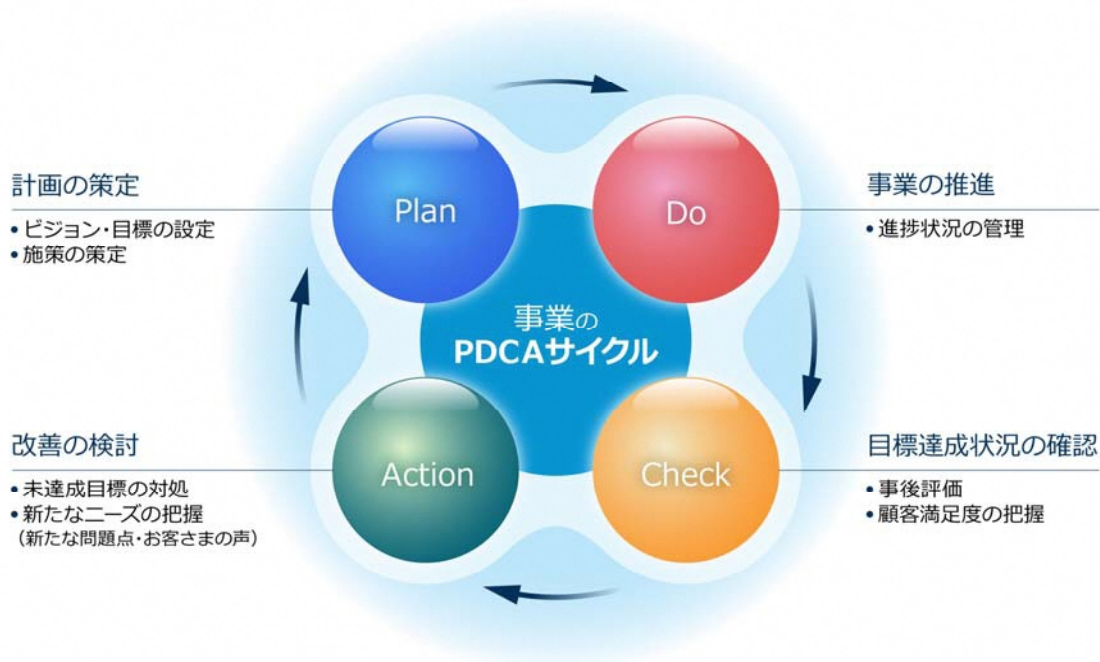 計画の策定
•ビジョン・目標の設定
•施策の策定
Plan
Do
事業の推進
•進捗状況の管理
事業の
PDCAサイクル
改善の検討
•未達成目標の対処
•新たなニーズの把握
（新たな問題点・お客さまの声）
Action
Check
目標達成状況の確認
•事後評価
•顧客満足度の把握